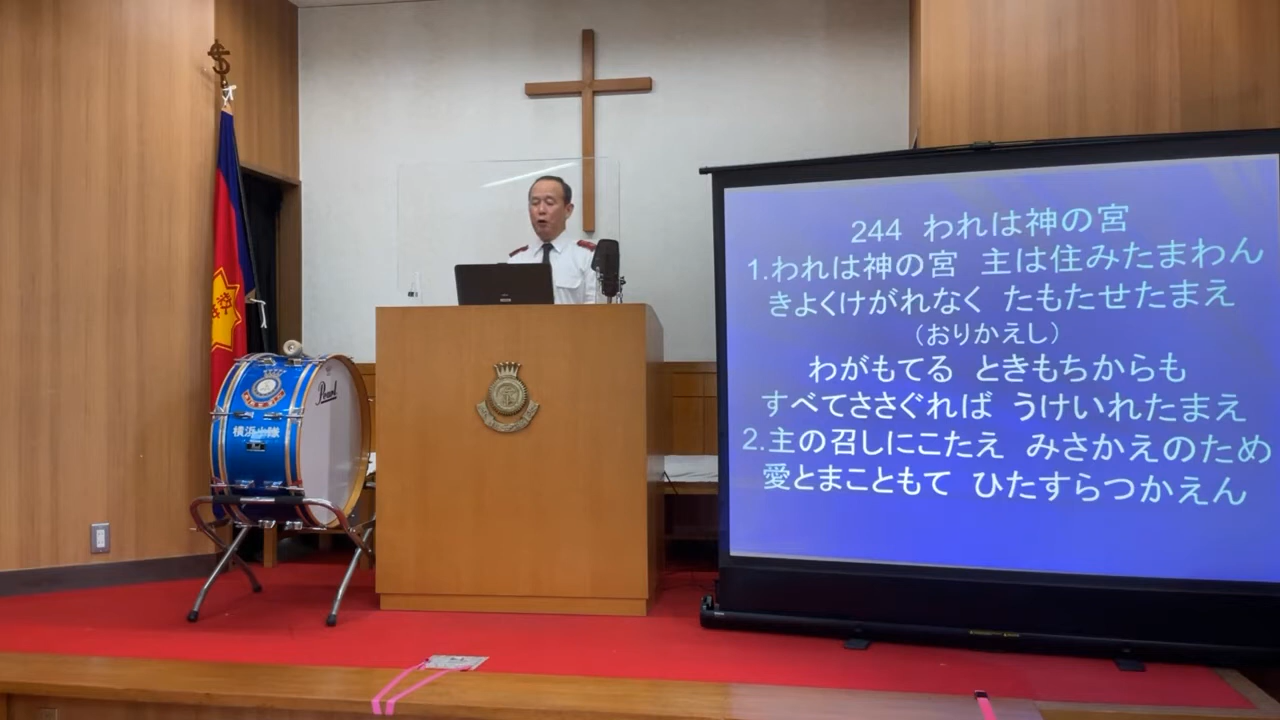 244 われは神の宮
1.われは神の宮 主は住みたまわん
きよくけがれなく たもたせたまえ
(おりかえし)
わがもてる ときもちからも
すべてささぐれば うけいれたまえ
2.主の召しにこたえ みさかえのため
愛とまこともて ひたすらつかえん
Pearl
横浜小隊